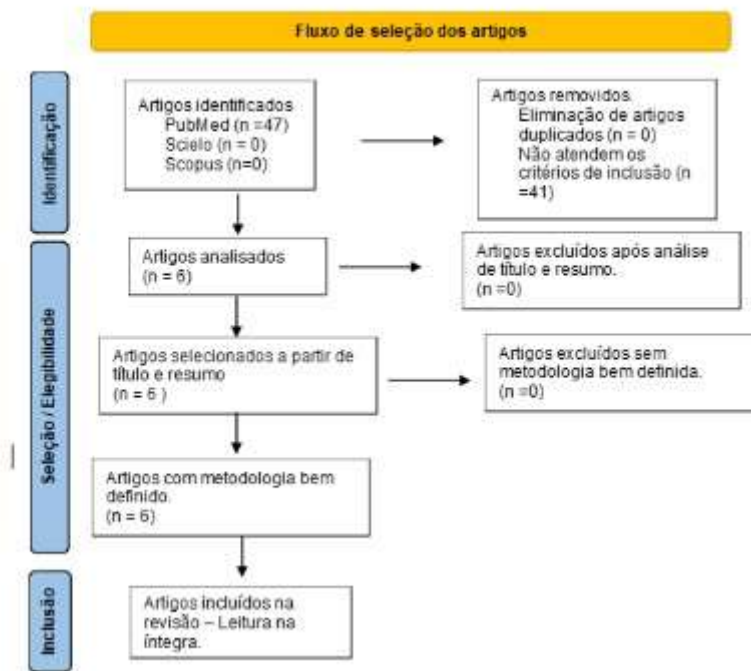 Fluxo de seleção dos artigos
Identificação
Artigos identificados
PubMed (n =47)
Scielo (n = 0)
Scopus (n=0)
Artigos removidos.
Eliminação de artigos
duplicados (n = 0)
Não atendem os
critérios de inclusão (n
=41)
Seleção / Elegibilidade
Artigos analisados
(n = 6)
Artigos excluídos após análise
de título e resumo.
(n =0)
Artigos selecionados a partir de
título e resumo
(n = 6 )
Artigos excluídos sem
metodologia bem definida.
(n =0)
Artigos com metodologia bem
definido.
(n = 6)
Inclusão
Artigos incluídos na
revisão – Leitura na
íntegra.